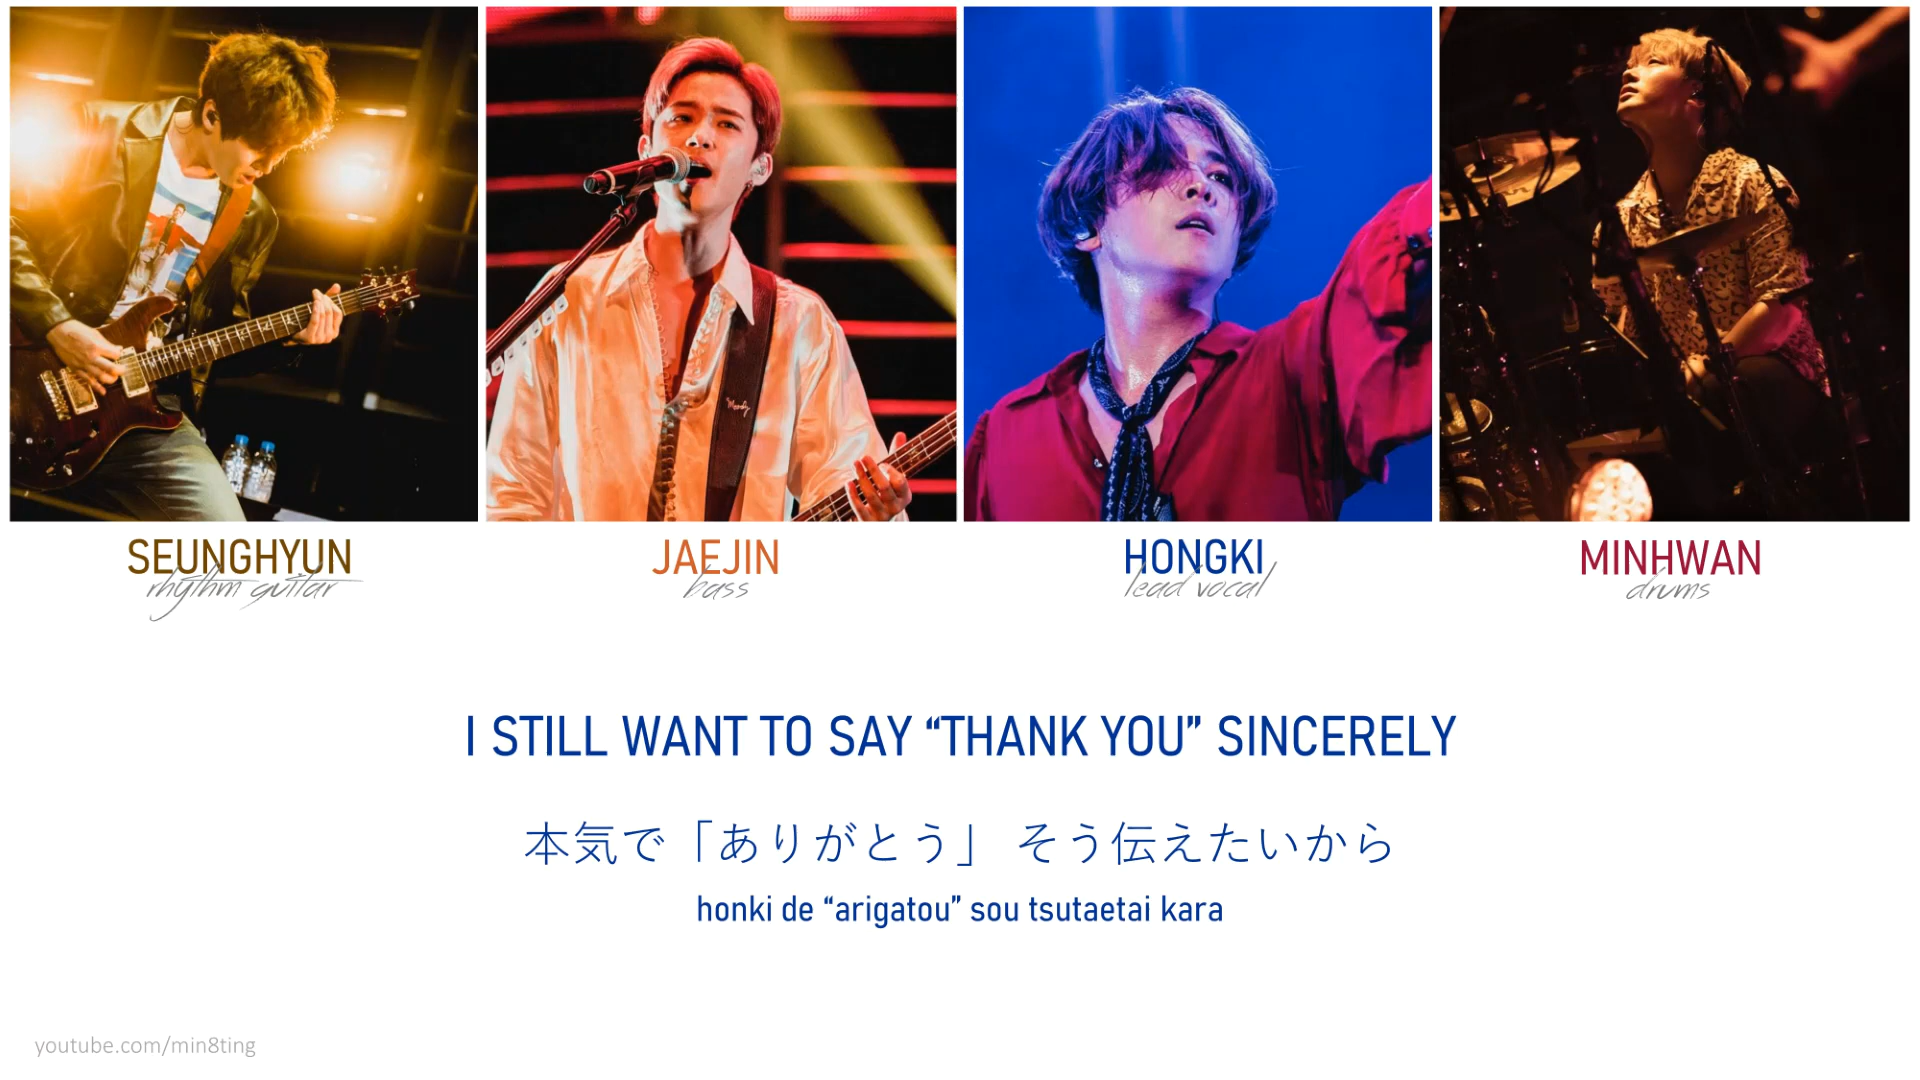 SEUNGHYUN
rhythm guitar
JAEJIN
bass
HONGKI
lead vocal
MINHWAN
drums
I STILL WANT TO SAY “THANK YOU” SINCERELY
本気で「ありがとう」 そう伝えたいから
honki de “arigatou” sou tsutaetai kara
youtube.com/min8ting